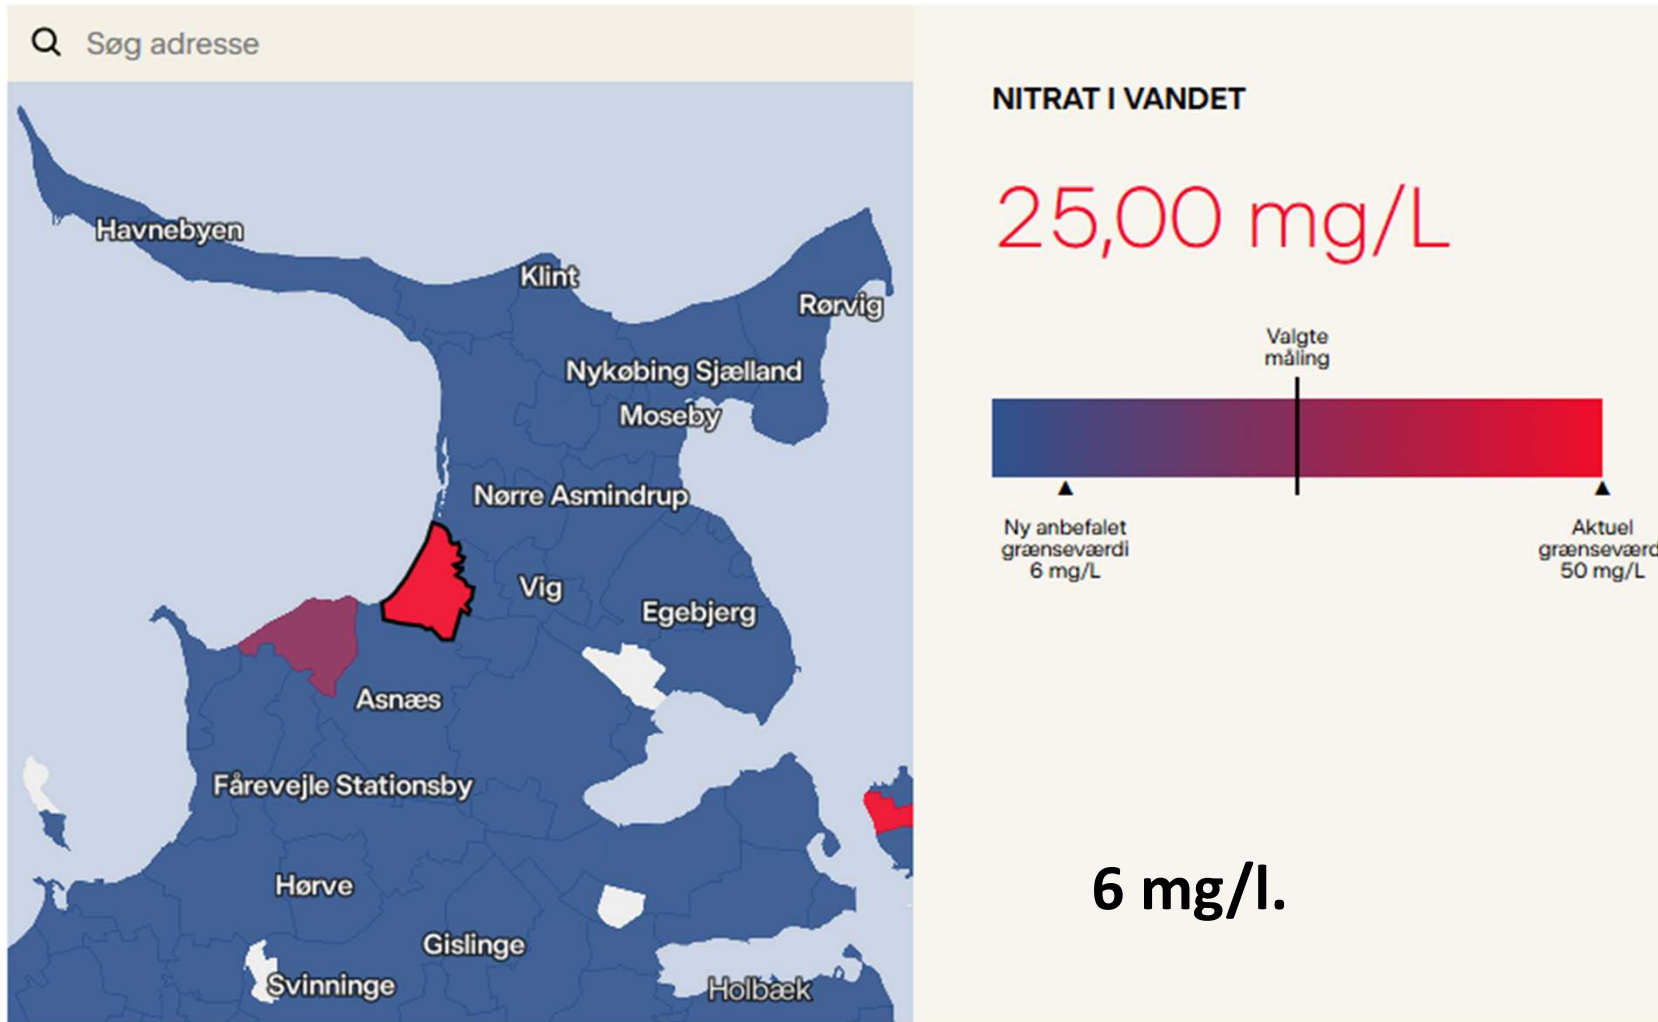 Søg adresse
Havnebyen
Klint
Rørvig
Nykøbing Sjælland
Moseby
Nørre Asmindrup
Vig
Egebjerg
Asnæs
Fårevejle Stationsby
Hørve
Gislinge
Svinninge
Holbæk
NITRAT I VANDET
25,00 mg/L
Valgte
måling
Ny anbefalet
grænseværdi
6 mg/L
Aktuel
grænseværd
50 mg/L
6 mg/l.